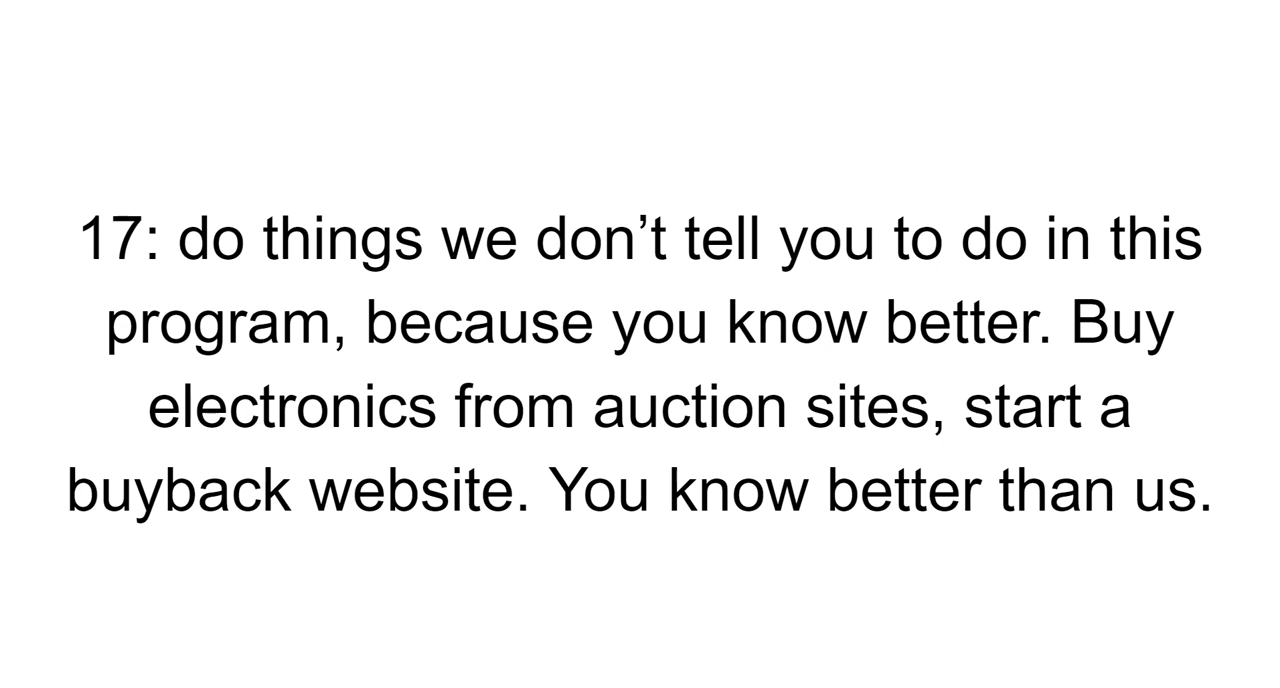 17: do things we don’t tell you to do in this
program, because you know better. Buy
electronics from auction sites, start a
buyback website. You know better than us.